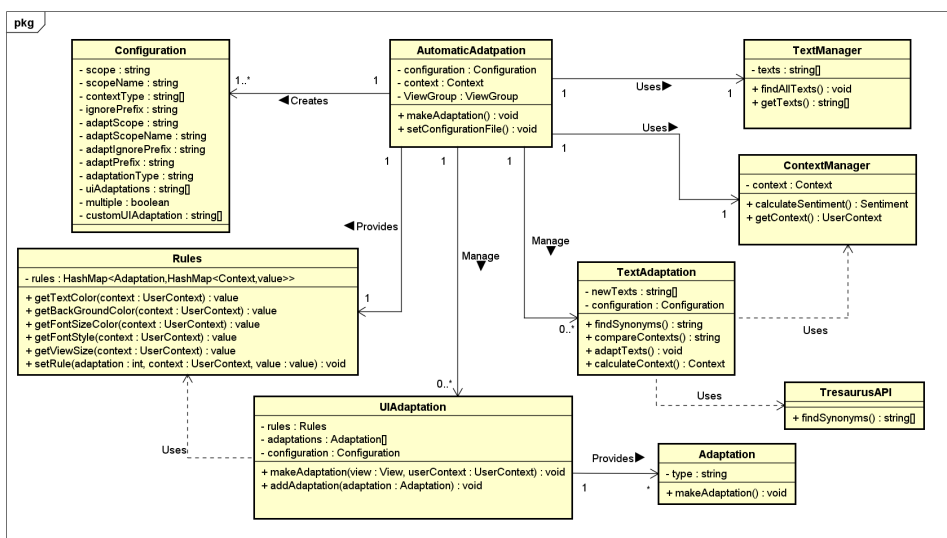 pkg
Configuration
- scope : string
- scopeName : string
- contextType : string[]
- ignorePrefix : string
- adaptScope : string
- adaptScopeName : string
- adaptIgnorePrefix : string
- adaptPrefix : string
- adaptationType : string
- uiAdaptations : string[]
- multiple : boolean
- customUIAdaptation : string[]
1..*
1
◀Creates
AutomaticAdatpation
- configuration : Configuration
- context : Context
- ViewGroup : ViewGroup
+ makeAdaptation() : void
+ setConfigurationFile() : void
1
Uses▶
1
TextManager
- texts : string[]
+ findAllTexts() : void
+ getTexts() : string[]
Uses▶
1
1
1
1
1
ContextManager
- context : Context
+ calculateSentiment() : Sentiment
+ getContext() : UserContext
◀Provides
Manage
▼
Manage
▼
Rules
- rules : HashMap<Adaptation,HashMap<Context,value>>
+ getTextColor(context : UserContext) : value
+ getBackGroundColor(context : UserContext) : value
+ getFontSizeColor(context : UserContext) : value
+ getFontStyle(context : UserContext) : value
+ getViewSize(context : UserContext) : value
+ setRule(adaptation : int, context : UserContext, value : value) : void
1
TextAdaptation
- newTexts : string[]
- configuration : Configuration
+ findSynonyms() : string
+ compareContexts() : string
+ adaptTexts() : void
+ calculateContext() : Context
0..*
Uses
0..*
Uses
TresaurusAPI
+ findSynonyms() : string[]
UIAdaptation
- rules : Rules
- adaptations : Adaptation[]
- configuration : Configuration
+ makeAdaptation(view : View, userContext : UserContext) : void
+ addAdaptation(adaptation : Adaptation) : void
Uses
Provides▶
1
*
Adaptation
- type : string
+ makeAdaptation() : void